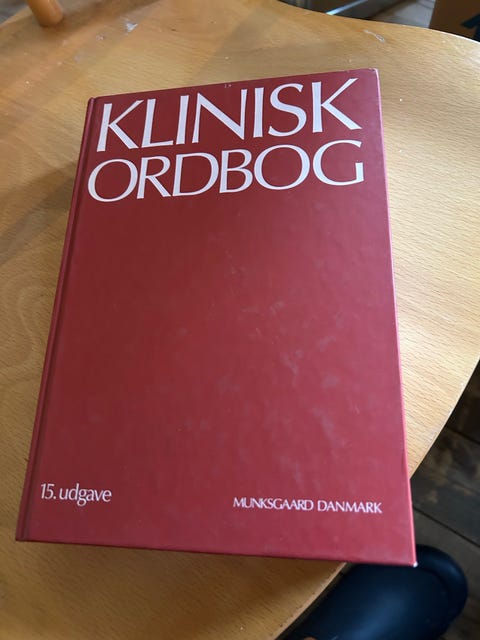 KLINISK
ORDBOG
15. udgave
MUNKSGAARD DANMARK